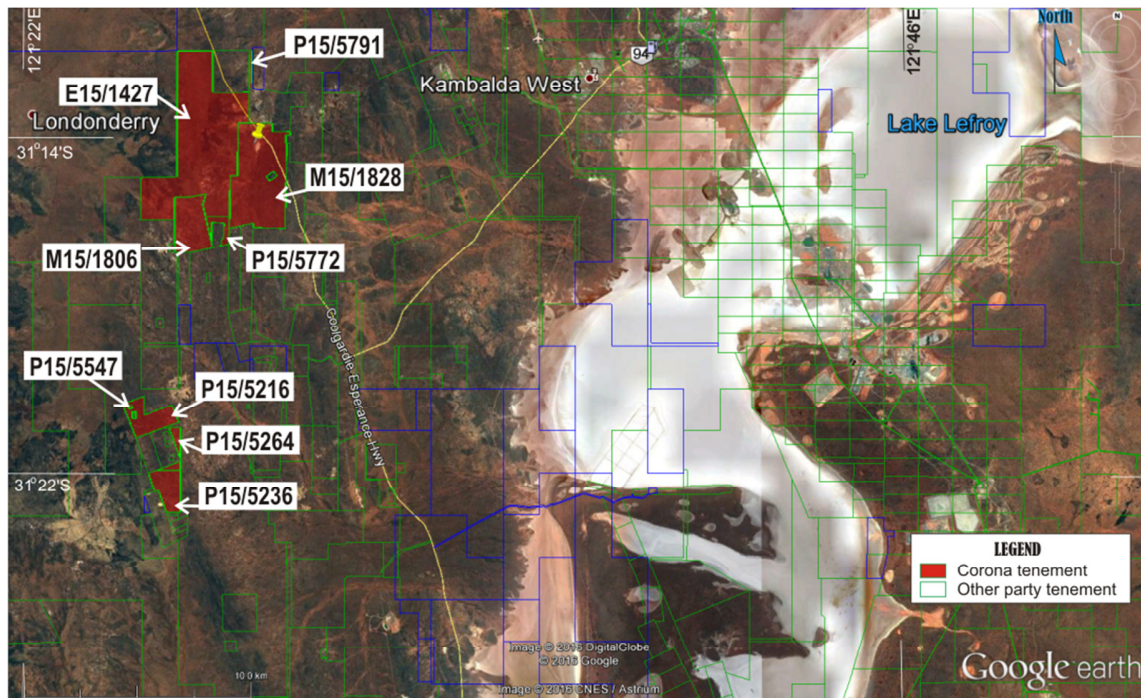 121°22'E
P15/5791
94
121°46'E
North
N
E15/1427
Kambalda West
Londonderry
Lake Lefroy
31°14'S
M15/1828
M15/1806
P15/5772
Coolgardie Esperance Hwy
P15/5547
P15/5216
P15/5264
31°22'S
P15/5236
LEGEND
Corona tenement
Other party tenement
Image © 2016 DigitalGlobe
© 2016 Google
10.0 km
Image © 2016 CNES / Astrium
Google earth